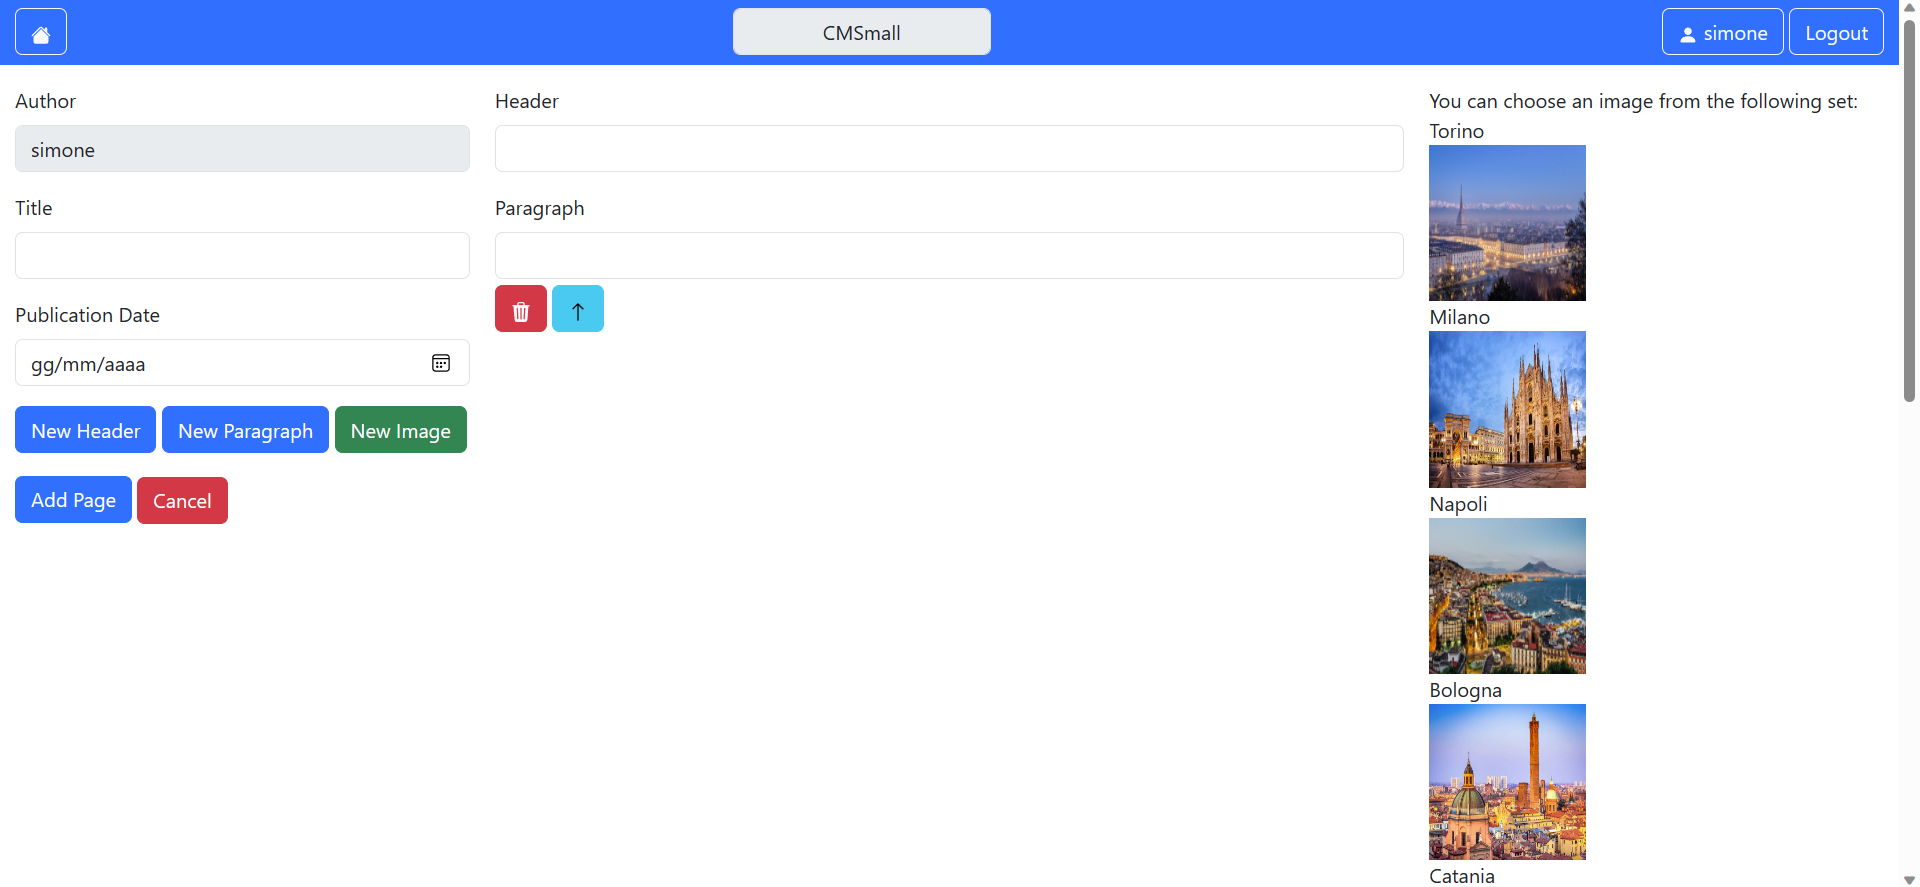 CMSmall
simone
Logout
Author
simone
Title
Publication Date
gg/mm/aaaa
New Header
New Paragraph
New Image
Add Page
Cancel
Header
Paragraph
You can choose an image from the following set:
Torino
Milano
Napoli
Bologna
Catania